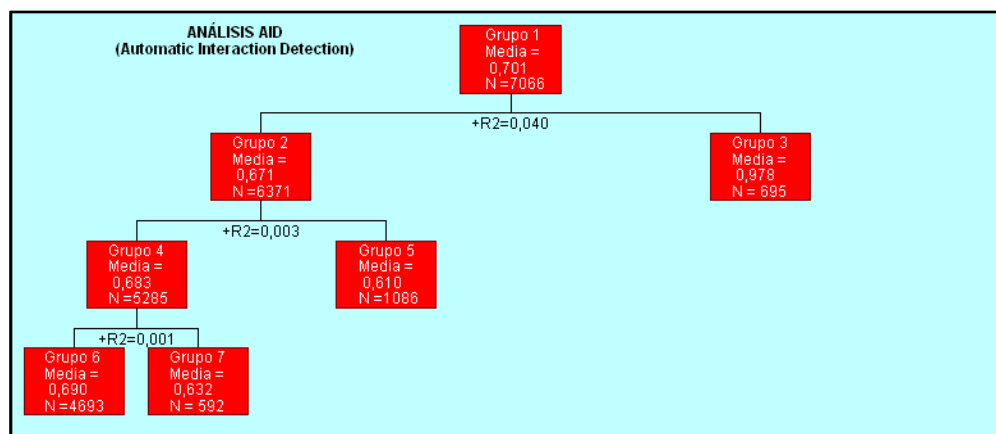 ANÁLISIS AID
(Automatic Interaction Detection)
Grupo 1
Media =
0,701
N =7066
+R2=0,040
Grupo 2
Media =
0,671
N =6371
Grupo 3
Media =
0,978
N = 695
+R2=0,003
Grupo 4
Media =
0,683
N =5285
Grupo 5
Media =
0,610
N =1086
+R2=0,001
Grupo 6
Media =
0,690
N =4693
Grupo 7
Media =
0,632
N = 592